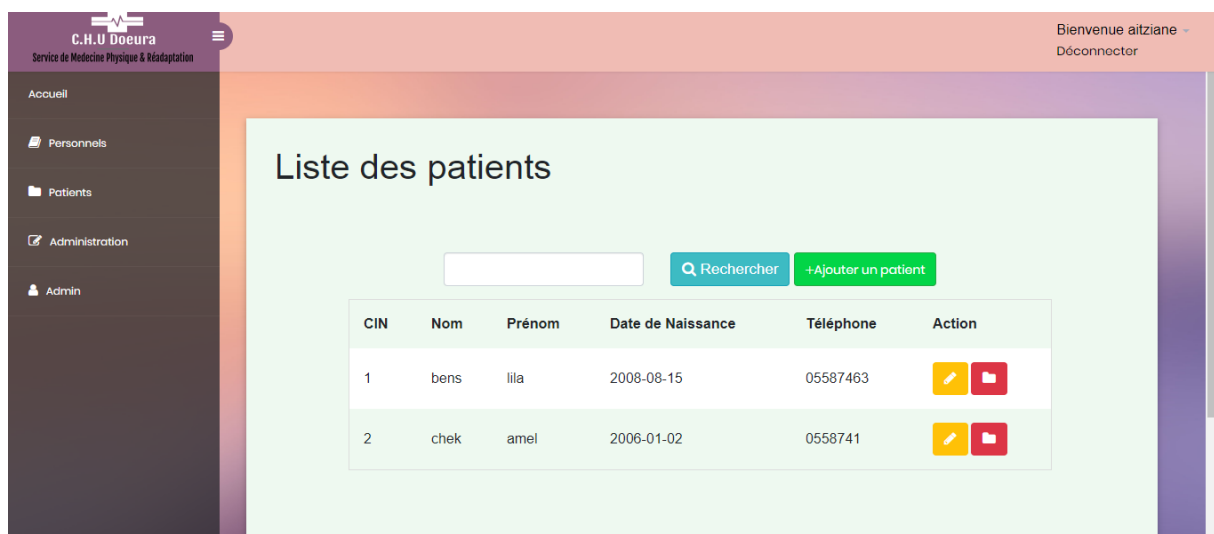 C.H.U Doeura
Service de Medecine Physique & Réadaptation
Bienvenue aitziane
Déconnecter
Accueil
Personnels
Patients
Administration
Admin
Liste des patients
Rechercher
+Ajouter un patient
CIN Nom Prénom Date de Naissance Téléphone Action
1 bens lila 2008-08-15 05587463
2 chek amel 2006-01-02 0558741